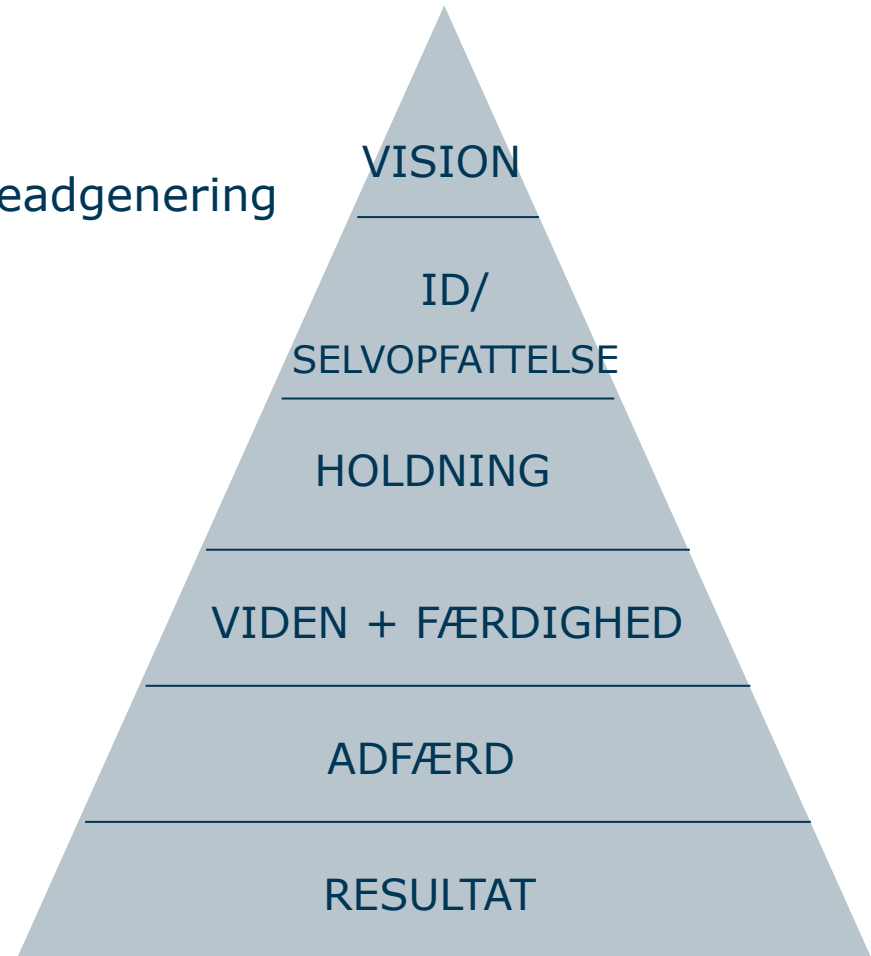 VISION
eadgenering
ID/
SELVOPFATTELSE
HOLDNING
VIDEN + FÆRDIGHED
ADFÆRD
RESULTAT